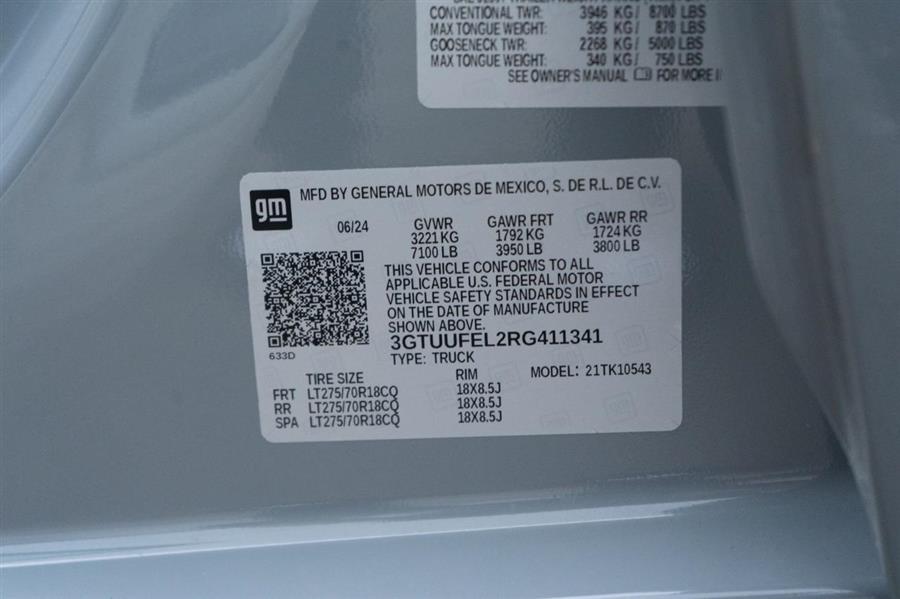 CONVENTIONAL TWR: 3946 KG/ 8700 LBS
MAX TONGUE WEIGHT: 395 KG/ 870 LBS
GOOSENECK TWR: 2268 KG/ 5000 LBS
MAX TONGUE WEIGHT: 340 KG/ 750 LBS
SEE OWNER'S MANUAL FOR MORE
gm
MFD BY GENERAL MOTORS DE MEXICO, S. DE R.L. DE C.V.
06/24 GVWR GAWR FRT GAWR RR
3221 KG 1792 KG 1724 KG
7100 LB 3950 LB 3800 LB
THIS VEHICLE CONFORMS TO ALL
APPLICABLE U.S. FEDERAL MOTOR
VEHICLE SAFETY STANDARDS IN EFFECT
ON THE DATE OF MANUFACTURE
SHOWN ABOVE.
633D
3GTUUFEL2RG411341
TYPE: TRUCK
MODEL: 21TK10543
TIRE SIZE RIM
FRT LT275/70R18CQ 18X8.5J
RR LT275/70R18CQ 18X8.5J
SPA LT275/70R18CQ 18X8.5J